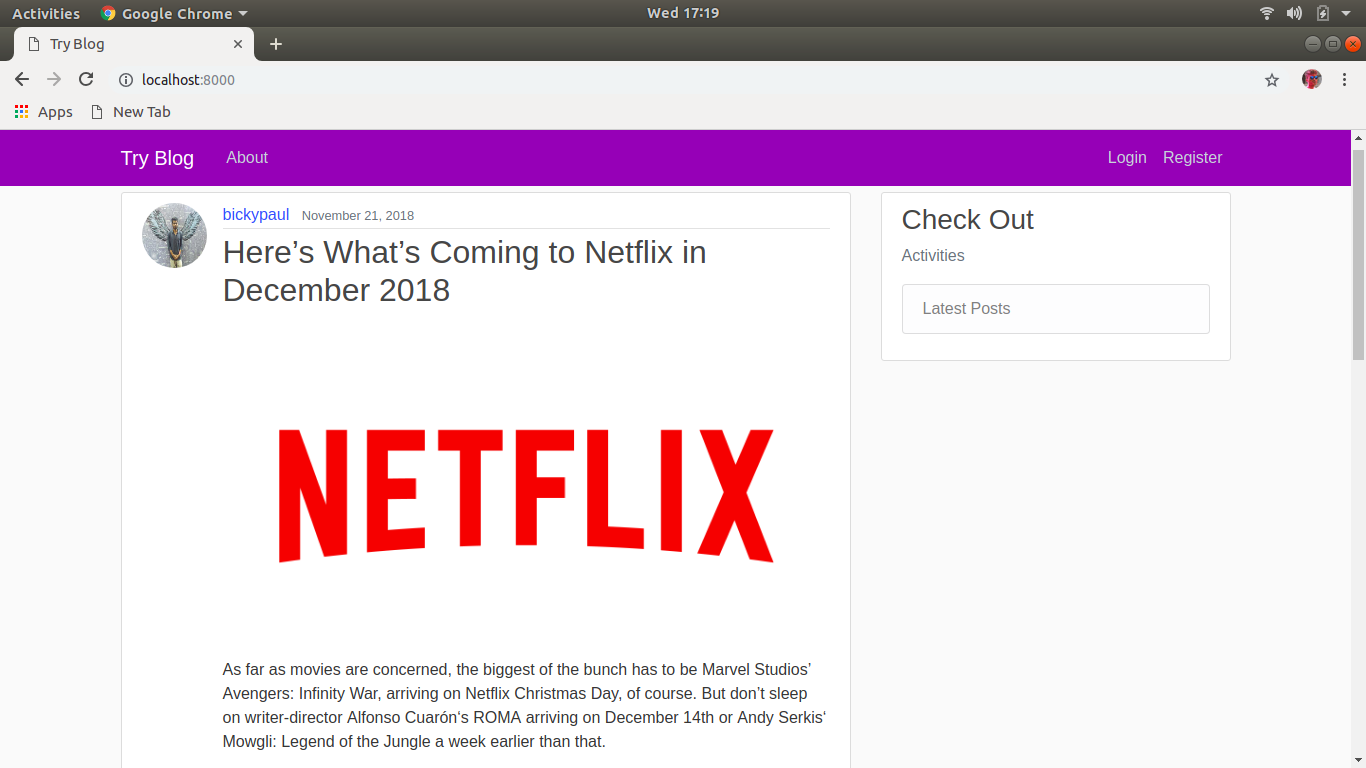 Activities Google Chrome Wed 17:19
Try Blog
localhost:8000
Apps New Tab
Try Blog About Login Register
bickypaul November 21, 2018
Here’s What’s Coming to Netflix in
December 2018
NETFLIX
As far as movies are concerned, the biggest of the bunch has to be Marvel Studios’
Avengers: Infinity War, arriving on Netflix Christmas Day, of course. But don’t sleep
on writer-director Alfonso Cuarón‘s ROMA arriving on December 14th or Andy Serkis‘
Mowgli: Legend of the Jungle a week earlier than that.
Check Out
Activities
Latest Posts